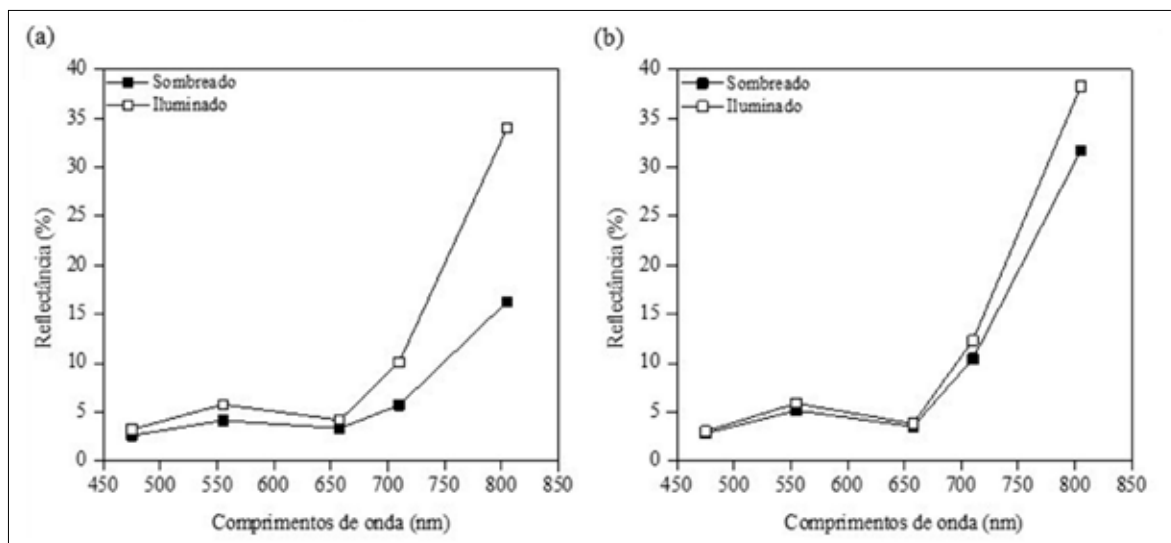 (a)
Sombreado
Iluminado
40
35
30
25
20
15
10
5
0
450 500 550 600 650 700 750 800 850
Reflectância (%)
Comprimentos de onda (nm)
(b)
Sombreado
Iluminado
40
35
30
25
20
15
10
5
0
450 500 550 600 650 700 750 800 850
Reflectância (%)
Comprimentos de onda (nm)